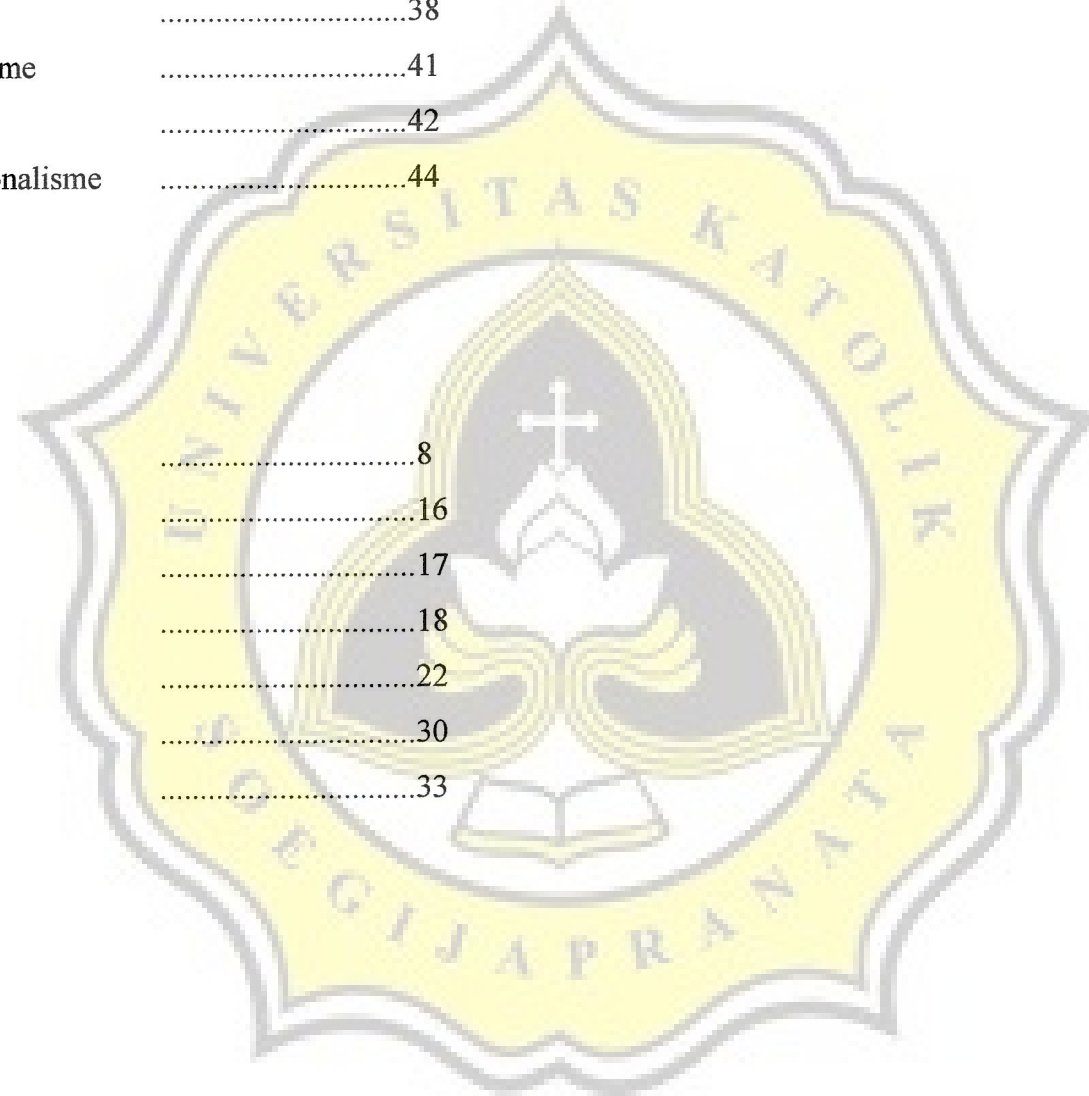 ..............................38
me ..............................41
..............................42
nalisme ..............................44
UNIVERSITAS KATOLIK
..............................8
..............................16
..............................17
..............................18
..............................22
..............................30
..............................33
SOEGIJAPRANATA